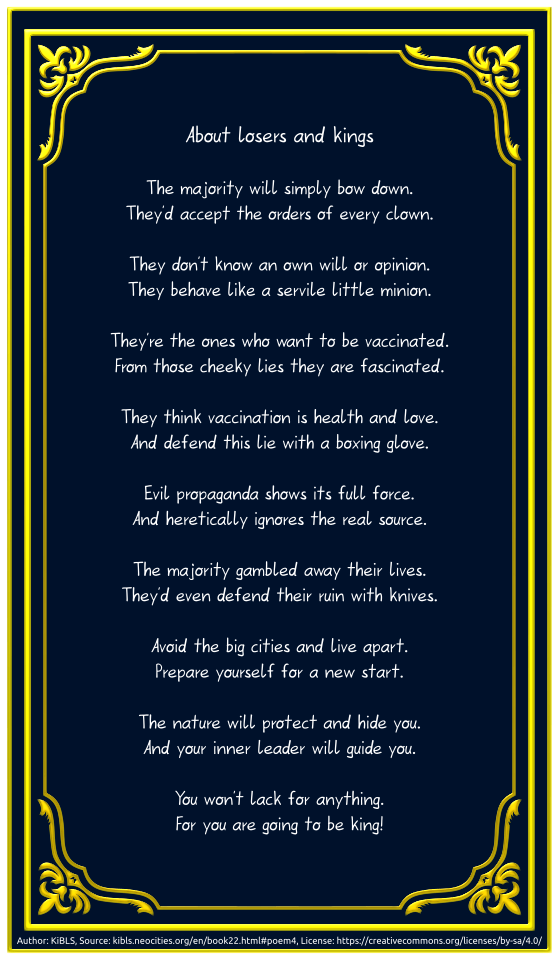 About losers and kings
The majority will simply bow down.
They'd accept the orders of every clown.
They don't know an own will or opinion.
They behave like a servile little minion.
They're the ones who want to be vaccinated.
From those cheeky lies they are fascinated.
They think vaccination is health and love.
And defend this lie with a boxing glove.
Evil propaganda shows its full force.
And heretically ignores the real source.
The majority gambled away their lives.
They'd even defend their ruin with knives.
Avoid the big cities and live apart.
Prepare yourself for a new start.
The nature will protect and hide you.
And your inner leader will guide you.
You won't lack for anything.
For you are going to be king!
Author: KiBLS, Source: kibls.neocities.org/en/book22.html#poem4, License: https://creativecommons.org/licenses/by-sa/4.0/